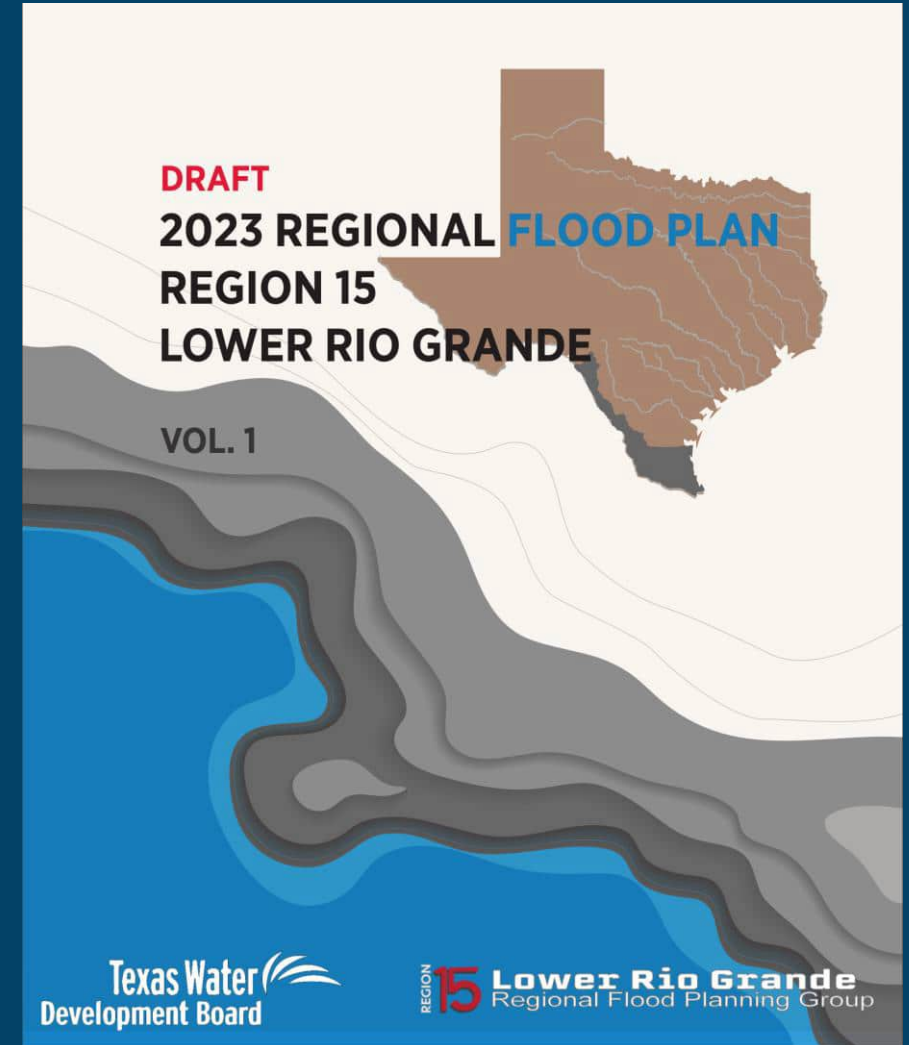 DRAFT
2023 REGIONAL FLOOD PLAN
REGION 15
LOWER RIO GRANDE
VOL. 1
Texas Water
Development Board
REGION 15 Lower Rio Grande
Regional Flood Planning Group